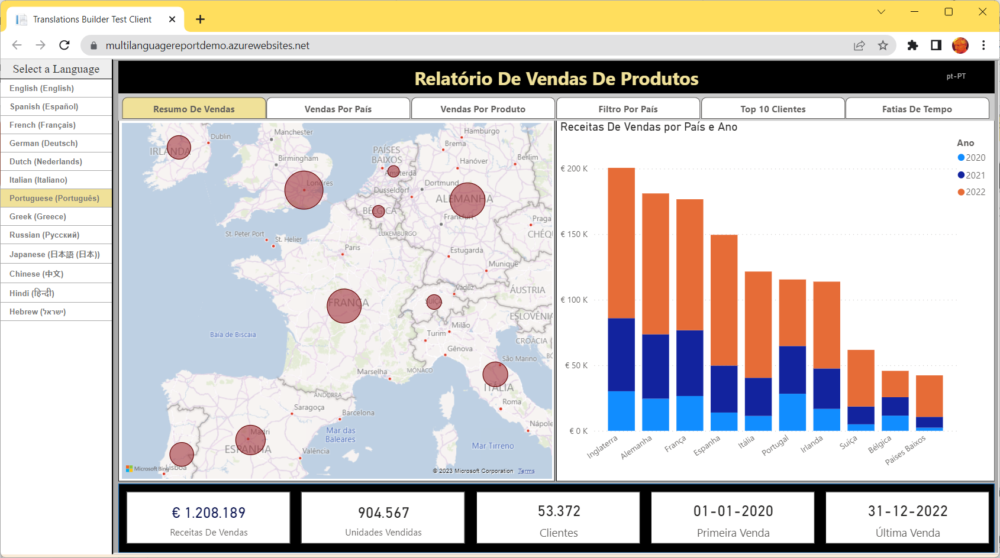 Translations Builder Test Client
multilanguagereportdemo.azurewebsites.net
Select a Language
English (English)
Spanish (Español)
French (Français)
German (Deutsch)
Dutch (Nederlands)
Italian (Italiano)
Portuguese (Português)
Greek (Greece)
Russian (Русский)
Japanese (日本語 (日本))
Chinese (中文)
Hindi (हिन्दी)
Hebrew (ישראל)
Relatório De Vendas De Produtos
pt-PT
Resumo De Vendas
Vendas Por País
Vendas Por Produto
Filtro Por País
Top 10 Clientes
Fatias De Tempo
Manchester
Hamburgo
Dublin
Brema
IRLANDA
PAÍSES
BAIXOS
Birmingham
Hanôver
Berlim
Amsterdã
Londres
Dortmund
Dusseldorf
ALEMANHA
BÉLGICA
Frankfurt
Praga
St. Peter Port
St. Helier
LUXEMBURGO
CHÉQ
Paris
Estugarda
Munique
Vaduz
ÁUSTRIA
FRANÇA
SUÍÇA
ESLOVÊNI
Milão
Baía de Biscaia
Turim
CROÁCIA
Gênova
BÓ
São Marino
Marselha
MÓNACO
ITÁLIA
ANDORRA
Roma
Saragoça
Barcelona
Nápole
Mar das
Baleares
Madri
Mar Tirreno
ESPANHA
Valência
Lisboa
Microsoft Bing
© 2023 Microsoft Corporation Terms
Receitas De Vendas por País e Ano
Ano
2020
2021
2022
€ 200 K
€ 150 K
€ 100 K
€ 50 K
€ 0 K
Inglaterra
Alemanha
França
Espanha
Itália
Portugal
Irlanda
Suíça
Bélgica
Países Baixos
€ 1.208.189
Receitas De Vendas
904.567
Unidades Vendidas
53.372
Clientes
01-01-2020
Primeira Venda
31-12-2022
Última Venda